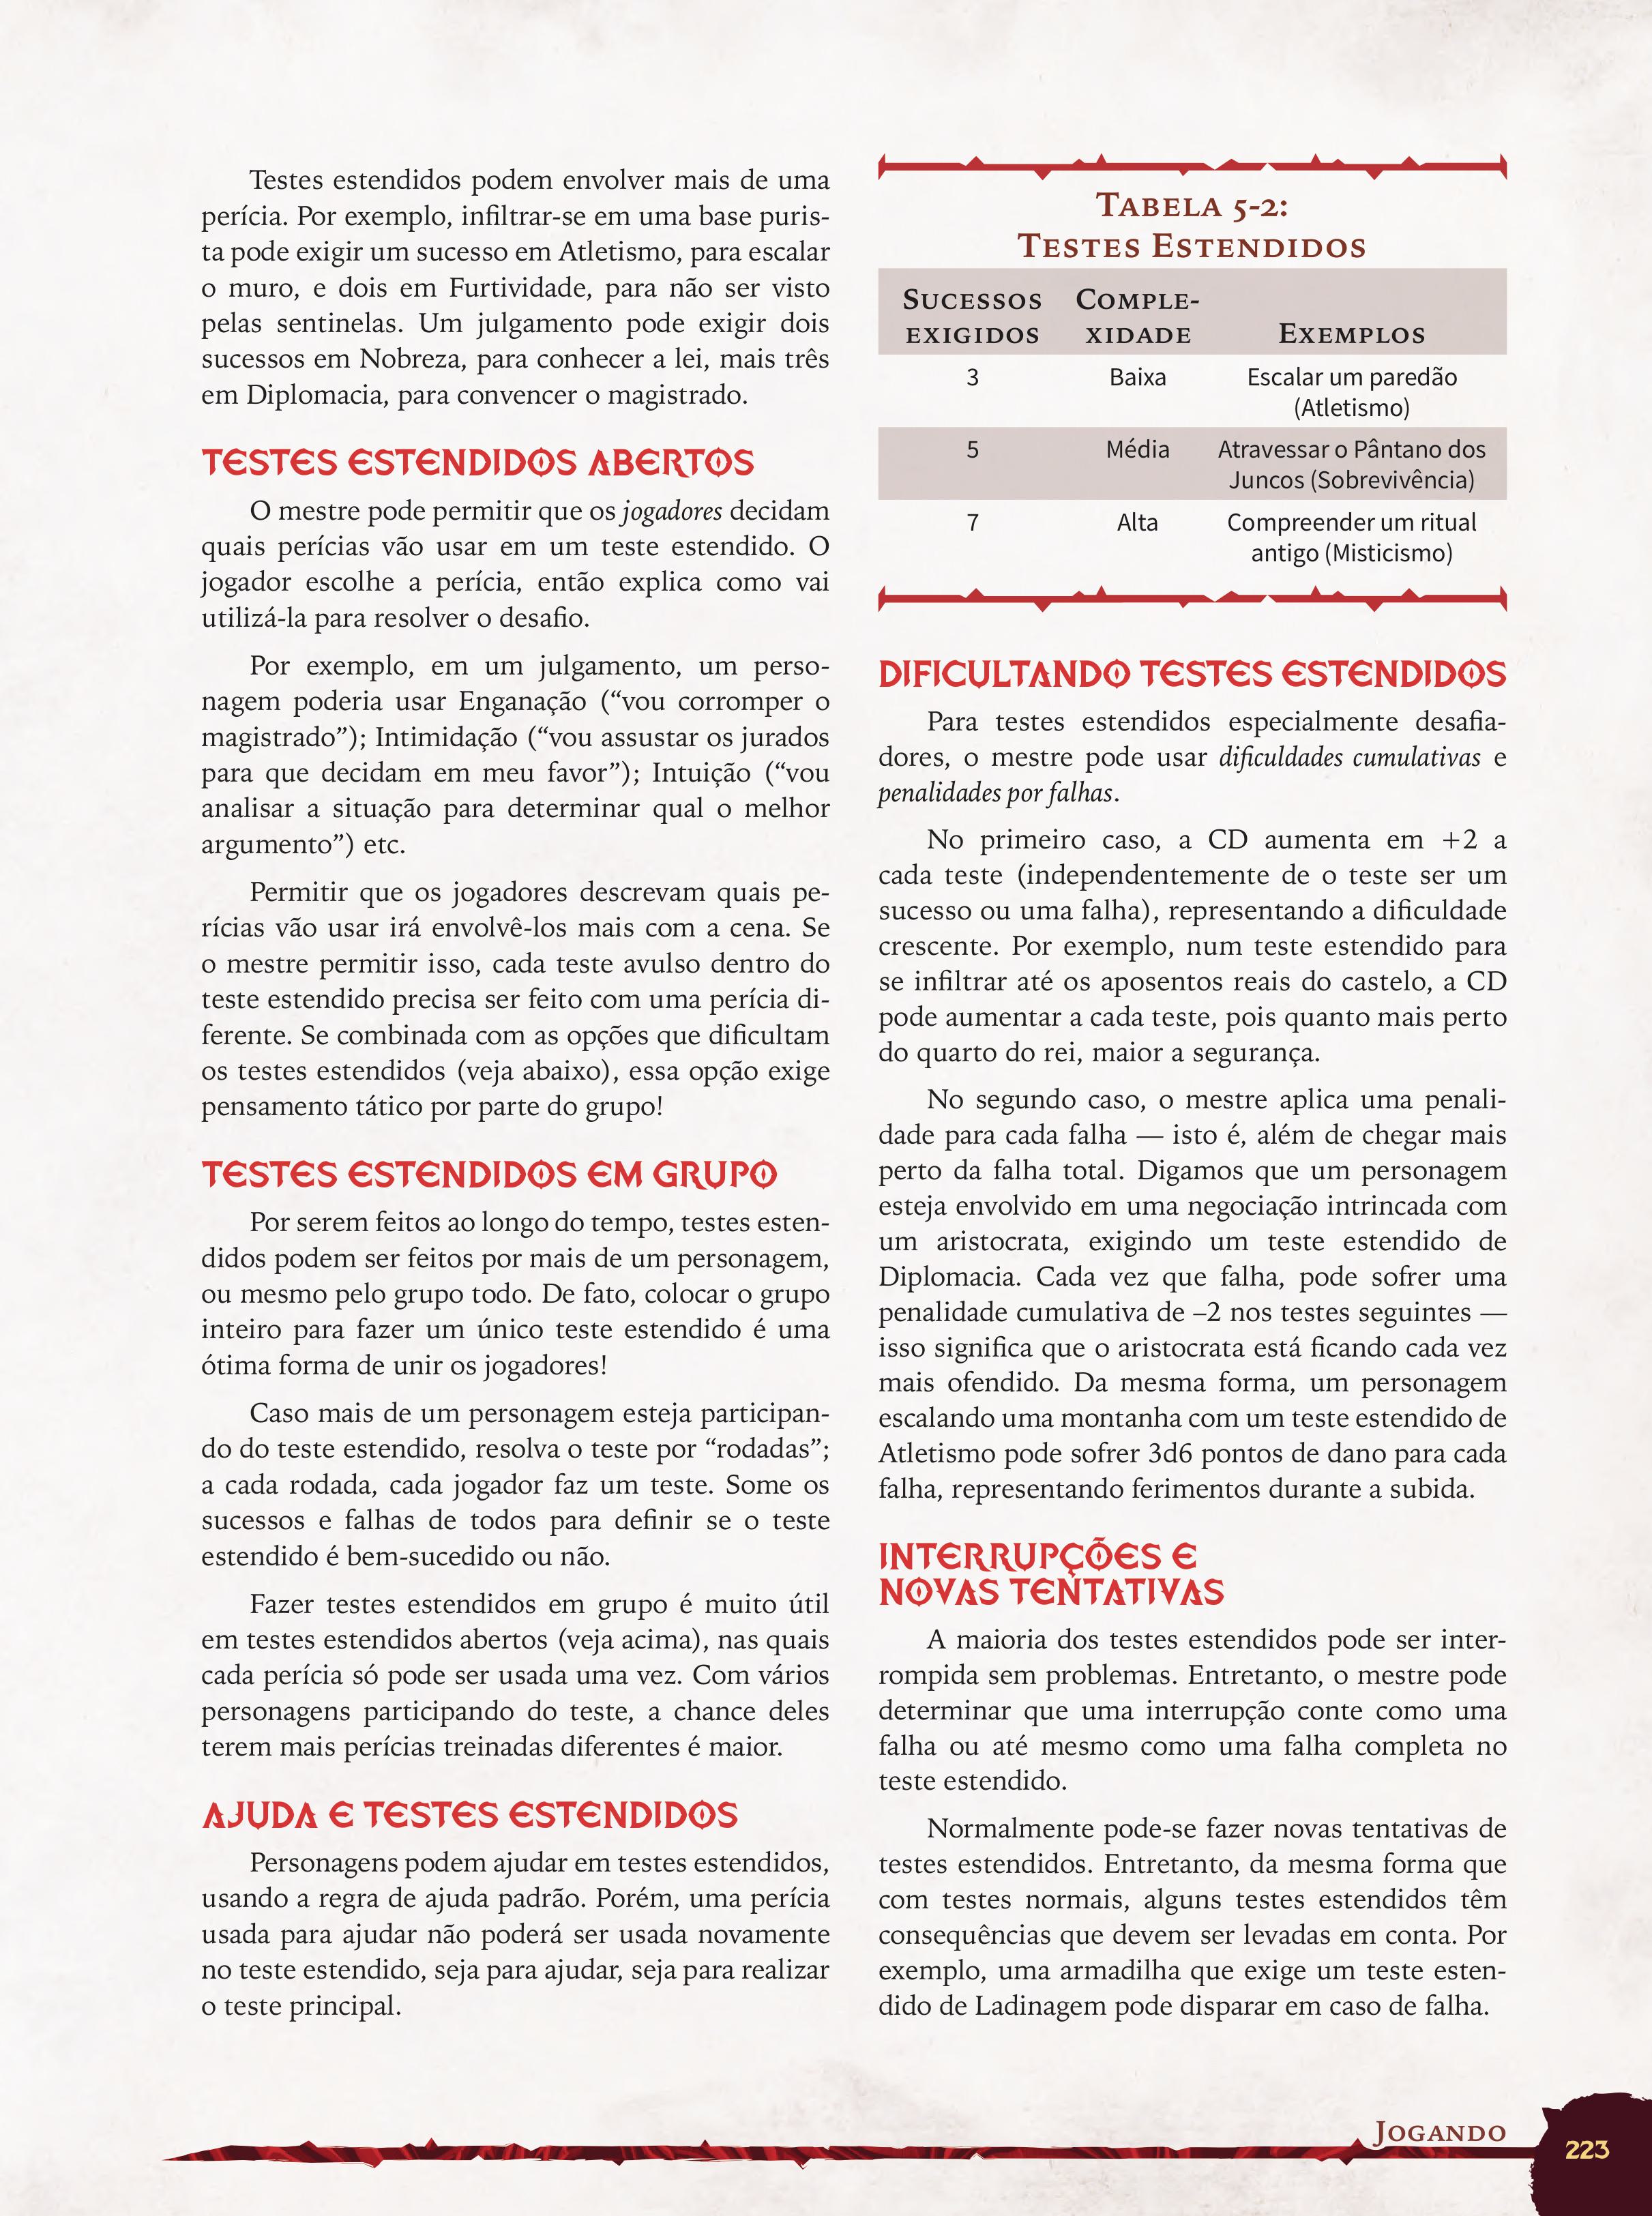 Testes estendidos podem envolver mais de uma
perícia. Por exemplo, infiltrar-se em uma base puris-
ta pode exigir um sucesso em Atletismo, para escalar
o muro, e dois em Furtividade, para não ser visto
pelas sentinelas. Um julgamento pode exigir dois
sucessos em Nobreza, para conhecer a lei, mais três
em Diplomacia, para convencer o magistrado.
TESTES ESTENDIDOS ABERTOS
O mestre pode permitir que os jogadores decidam
quais perícias vão usar em um teste estendido. O
jogador escolhe a perícia, então explica como vai
utilizá-la para resolver o desafio.
Por exemplo, em um julgamento, um perso-
nagem poderia usar Enganação (“vou corromper o
magistrado”); Intimidação (“vou assustar os jurados
para que decidam em meu favor”); Intuição (“vou
analisar a situação para determinar qual o melhor
argumento”) etc.
Permitir que os jogadores descrevam quais pe-
rícias vão usar irá envolvê-los mais com a cena. Se
o mestre permitir isso, cada teste avulso dentro do
teste estendido precisa ser feito com uma perícia di-
ferente. Se combinada com as opções que dificultam
os testes estendidos (veja abaixo), essa opção exige
pensamento tático por parte do grupo!
TESTES ESTENDIDOS EM GRUPO
Por serem feitos ao longo do tempo, testes esten-
didos podem ser feitos por mais de um personagem,
ou mesmo pelo grupo todo. De fato, colocar o grupo
inteiro para fazer um único teste estendido é uma
ótima forma de unir os jogadores!
Caso mais de um personagem esteja participan-
do do teste estendido, resolva o teste por “rodadas”;
a cada rodada, cada jogador faz um teste. Some os
sucessos e falhas de todos para definir se o teste
estendido é bem-sucedido ou não.
Fazer testes estendidos em grupo é muito útil
em testes estendidos abertos (veja acima), nas quais
cada perícia só pode ser usada uma vez. Com vários
personagens participando do teste, a chance deles
terem mais perícias treinadas diferentes é maior.
AJUDA E TESTES ESTENDIDOS
Personagens podem ajudar em testes estendidos,
usando a regra de ajuda padrão. Porém, uma perícia
usada para ajudar não poderá ser usada novamente
no teste estendido, seja para ajudar, seja para realizar
o teste principal.
TABELA 5-2:
TESTES ESTENDIDOS
SUCESSOS COMPLE-
EXIGIDOS XIDADE EXEMPLOS
3 Baixa Escalar um paredão
(Atletismo)
5 Média Atravessar o Pântano dos
Juncos (Sobrevivência)
7 Alta Compreender um ritual
antigo (Misticismo)
DIFICULTANDO TESTES ESTENDIDOS
Para testes estendidos especialmente desafia-
dores, o mestre pode usar dificuldades cumulativas e
penalidades por falhas.
No primeiro caso, a CD aumenta em +2 a
cada teste (independentemente de o teste ser um
sucesso ou uma falha), representando a dificuldade
crescente. Por exemplo, num teste estendido para
se infiltrar até os aposentos reais do castelo, a CD
pode aumentar a cada teste, pois quanto mais perto
do quarto do rei, maior a segurança.
No segundo caso, o mestre aplica uma penali-
dade para cada falha — isto é, além de chegar mais
perto da falha total. Digamos que um personagem
esteja envolvido em uma negociação intrincada com
um aristocrata, exigindo um teste estendido de
Diplomacia. Cada vez que falha, pode sofrer uma
penalidade cumulativa de –2 nos testes seguintes —
isso significa que o aristocrata está ficando cada vez
mais ofendido. Da mesma forma, um personagem
escalando uma montanha com um teste estendido de
Atletismo pode sofrer 3d6 pontos de dano para cada
falha, representando ferimentos durante a subida.
INTERRUPÇÕES E
NOVAS TENTATIVAS
A maioria dos testes estendidos pode ser inter-
rompida sem problemas. Entretanto, o mestre pode
determinar que uma interrupção conte como uma
falha ou até mesmo como uma falha completa no
teste estendido.
Normalmente pode-se fazer novas tentativas de
testes estendidos. Entretanto, da mesma forma que
com testes normais, alguns testes estendidos têm
consequências que devem ser levadas em conta. Por
exemplo, uma armadilha que exige um teste esten-
dido de Ladinagem pode disparar em caso de falha.
JOGANDO
223